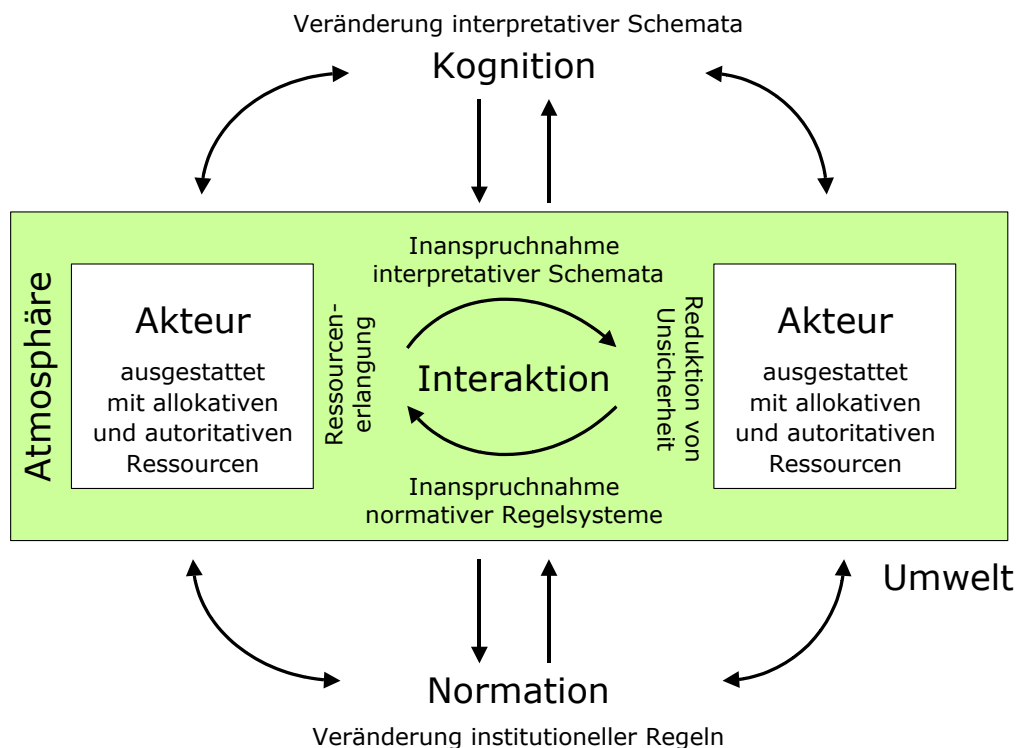 Veränderung interpretativer Schemata
Kognition
Atmosphäre
Akteur
ausgestattet
mit allokativen
und autoritativen
Ressourcen
Ressourcen-
erlangung
Inanspruchnahme
interpretativer Schemata
Interaktion
Inanspruchnahme
normativer Regelsysteme
Reduktion von
Unsicherheit
Akteur
ausgestattet
mit allokativen
und autoritativen
Ressourcen
Umwelt
Normation
Veränderung institutioneller Regeln